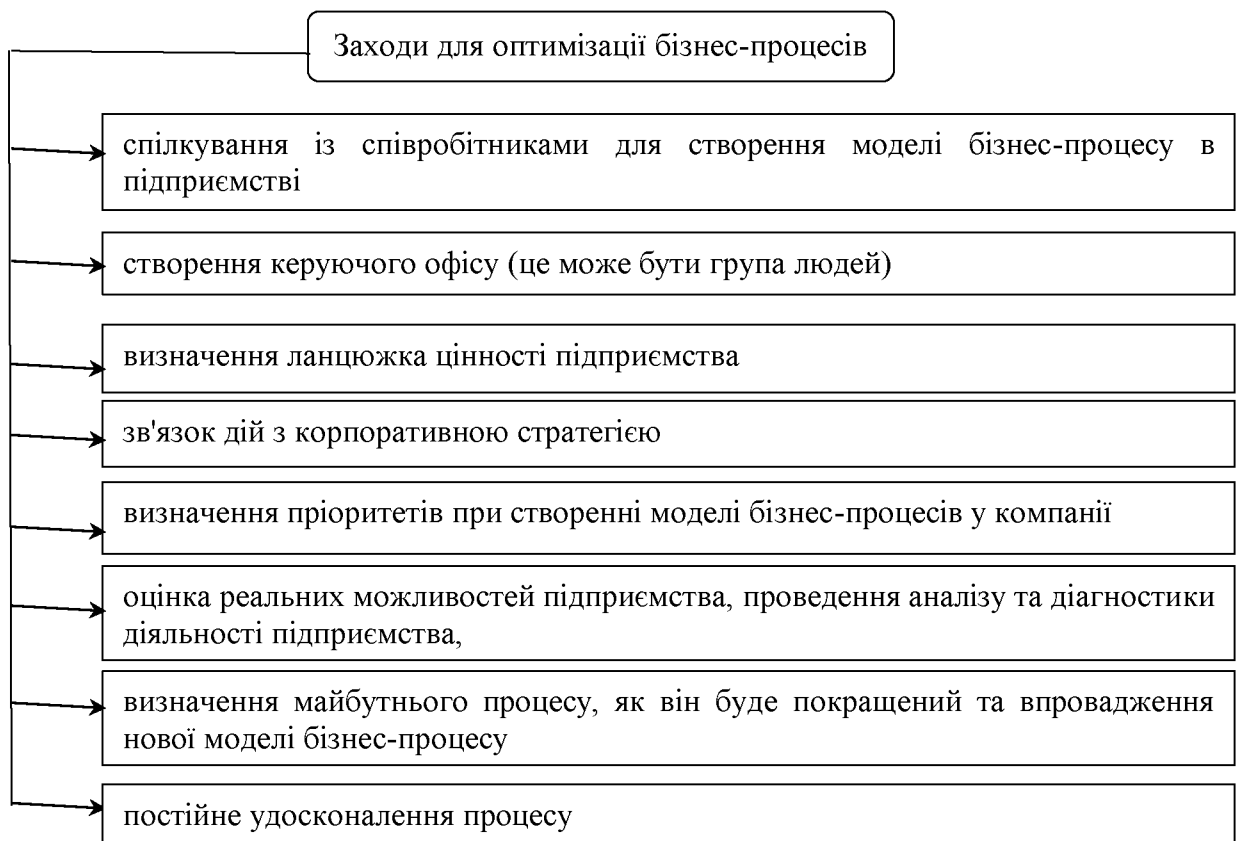 Заходи для оптимізації бізнес-процесів
спілкування із співробітниками для створення моделі бізнес-процесу в
підприємстві
створення керуючого офісу (це може бути група людей)
визначення ланцюжка цінності підприємства
зв'язок дій з корпоративною стратегією
визначення пріоритетів при створенні моделі бізнес-процесів у компанії
оцінка реальних можливостей підприємства, проведення аналізу та діагностики
діяльності підприємства,
визначення майбутнього процесу, як він буде покращений та впровадження
нової моделі бізнес-процесу
постійне удосконалення процесу